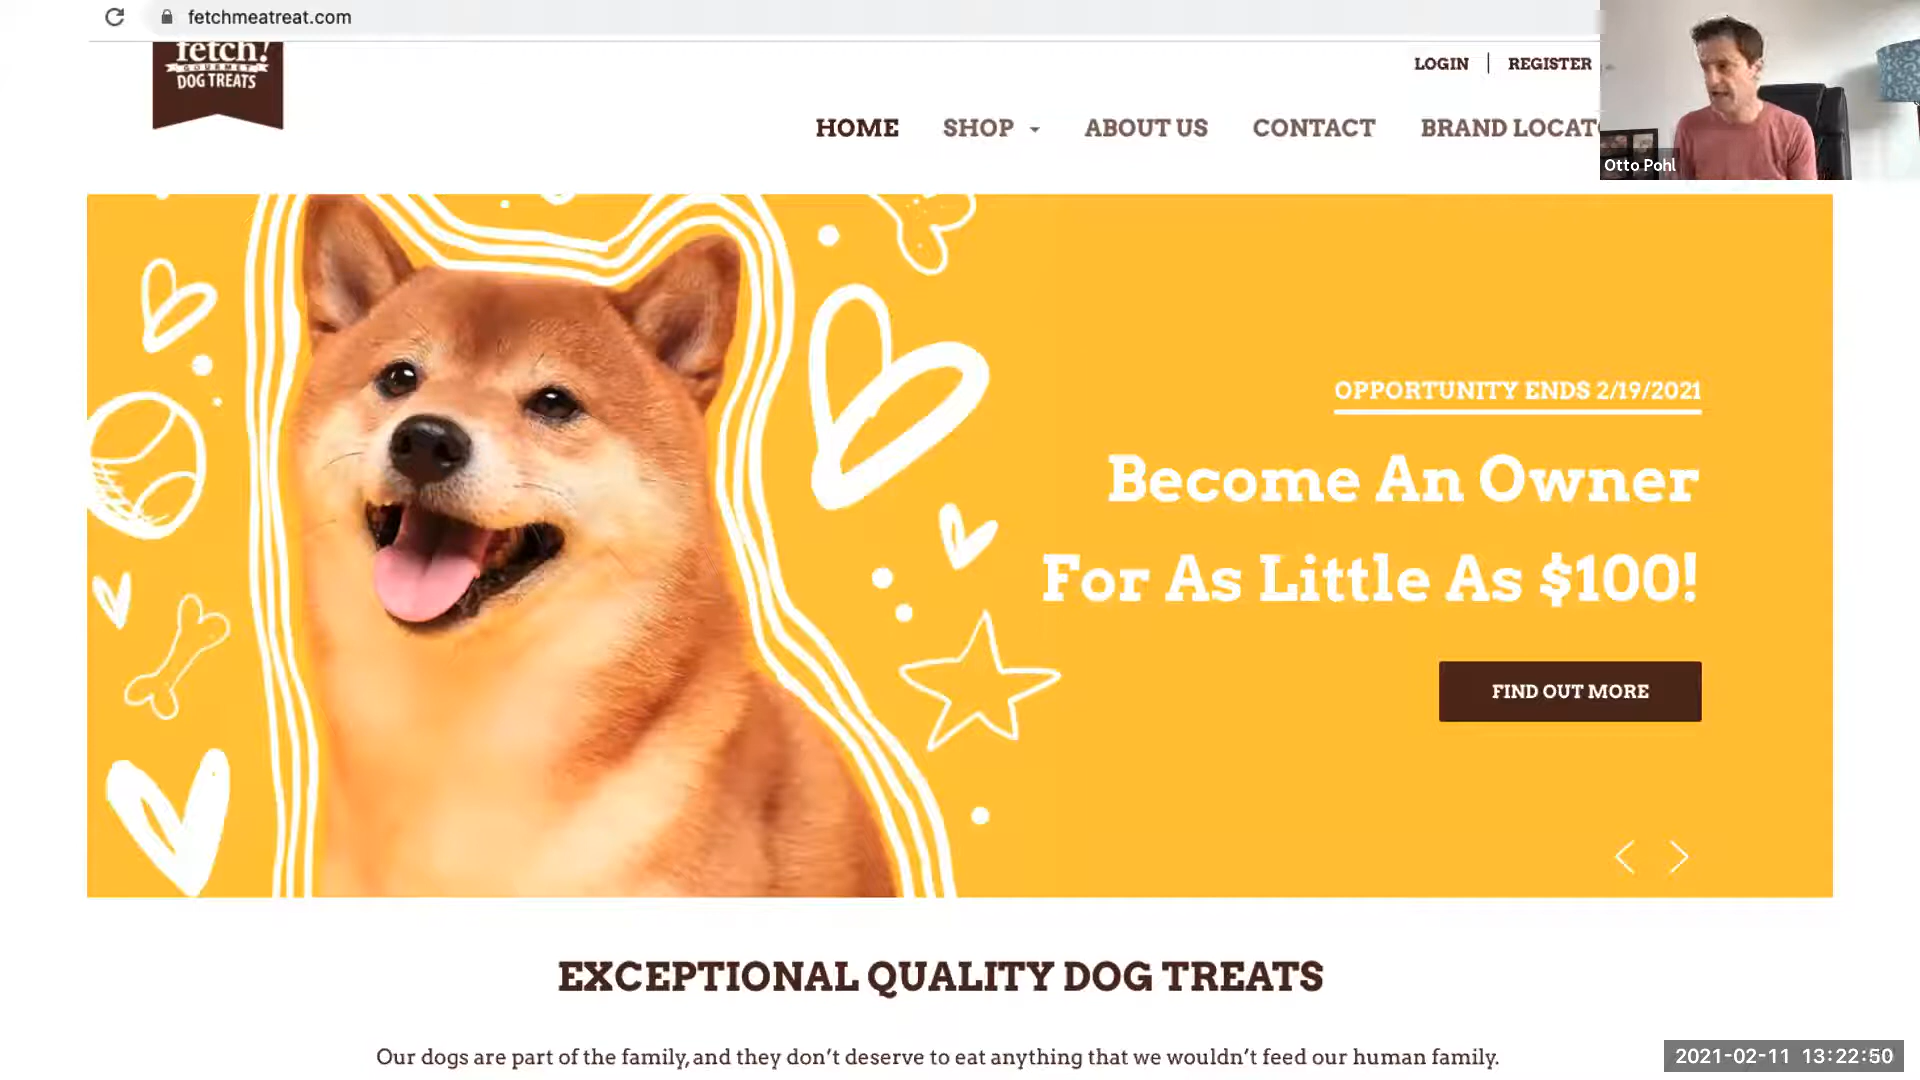 fetchmeatreat.com
fetch!
GOURMET
DOG TREATS
LOGIN | REGISTER
HOME SHOP ABOUT US CONTACT BRAND LOCAT
Otto Pohl
OPPORTUNITY ENDS 2/19/2021
Become An Owner
For As Little As $100!
FIND OUT MORE
EXCEPTIONAL QUALITY DOG TREATS
Our dogs are part of the family, and they don't deserve to eat anything that we wouldn't feed our human family.
2021-02-11 13:22:50